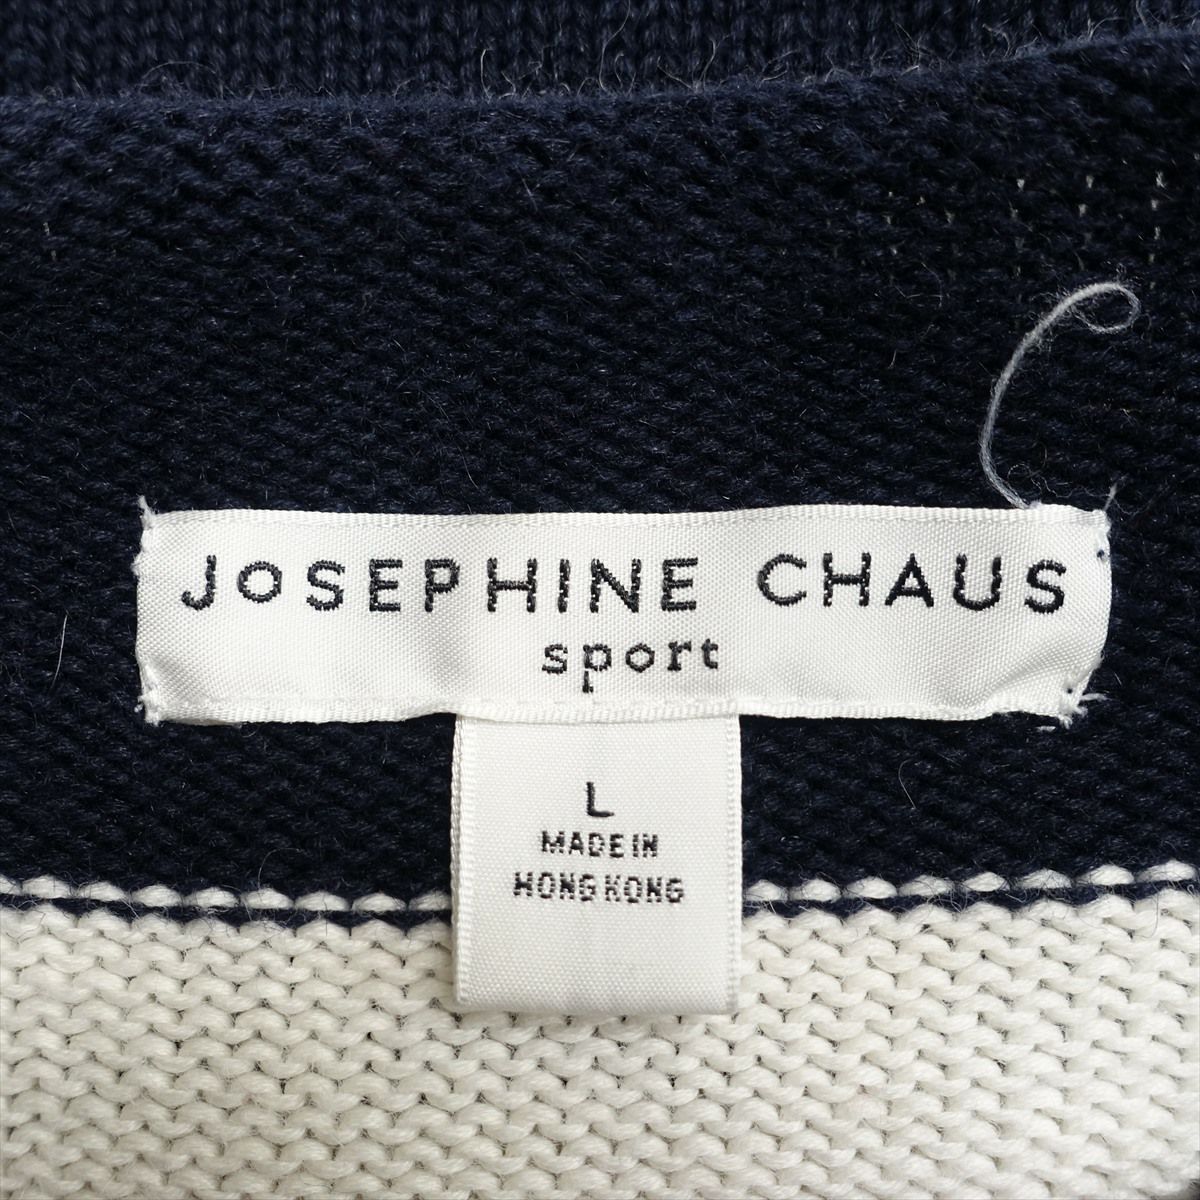 JoSEPHINE CHAUS
sport
L
MADE IN
HONG KONG